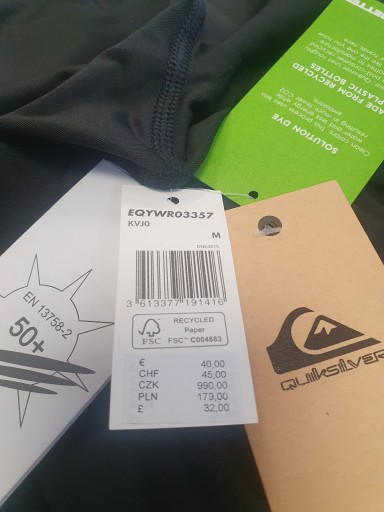 SOLUTION DYE
MADE FROM RECYCLED
PLASTIC BOTTLES
EQYWR03357
KVJ0
M
3 613377 191416
FSC
RECYCLED
Paper
FSC™ C004883
€ 40,00
CHF 45,00
CZK 990,00
PLN 179,00
£ 32,00
EN 13758-2
50+
QUIKSILVER